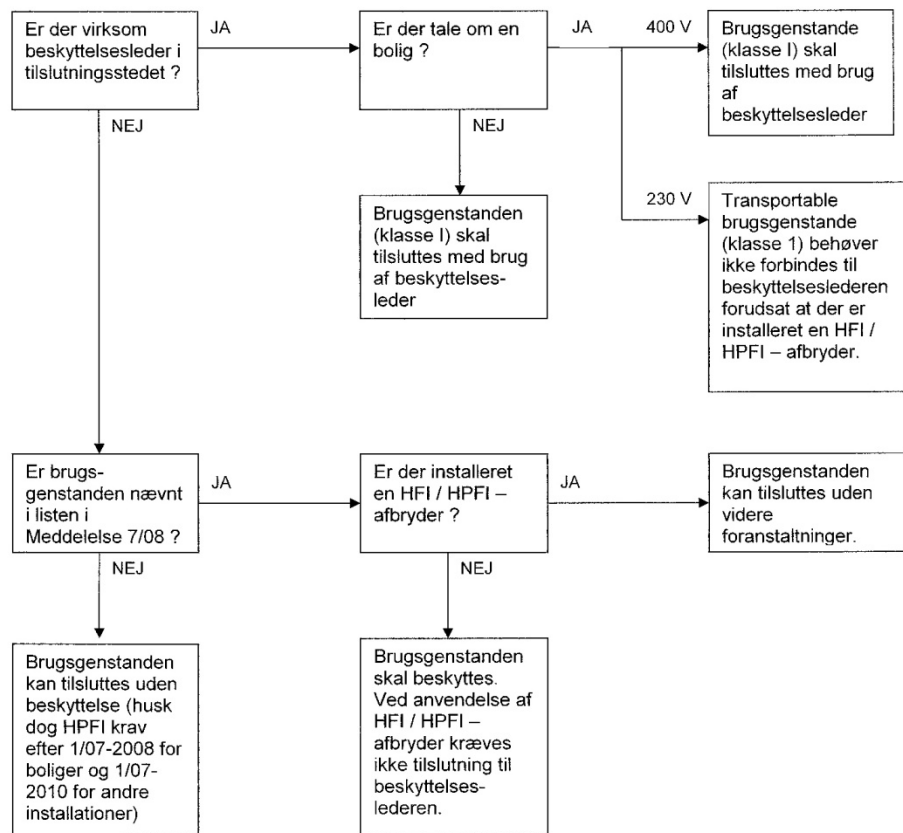 Er der virksom
beskyttelsesleder i
tilslutningsstedet ?
JA
Er der tale om en
bolig ?
JA
400 V
Brugsgenstande
(klasse I) skal
tilsluttes med brug
af
beskyttelsesleder
NEJ
NEJ
Brugsgenstanden
(klasse I) skal
tilsluttes med brug
af beskyttelses-
leder
230 V
Transportable
brugsgenstande
(klasse 1) behøver
ikke forbindes til
beskyttelseslederen
forudsat at der er
installeret en HFI /
HPFI – afbryder.
Er brugs-
genstanden nævnt
i listen i
Meddelelse 7/08 ?
JA
Er der installeret
en HFI / HPFI –
afbryder ?
JA
Brugsgenstanden
kan tilsluttes uden
videre
foranstaltninger.
NEJ
NEJ
Brugsgenstanden
kan tilsluttes uden
beskyttelse (husk
dog HPFI krav
efter 1/07-2008 for
boliger og 1/07-
2010 for andre
installationer)
Brugsgenstanden
skal beskyttes.
Ved anvendelse af
HFI / HPFI –
afbryder kræves
ikke tilslutning til
beskyttelses-
lederen.